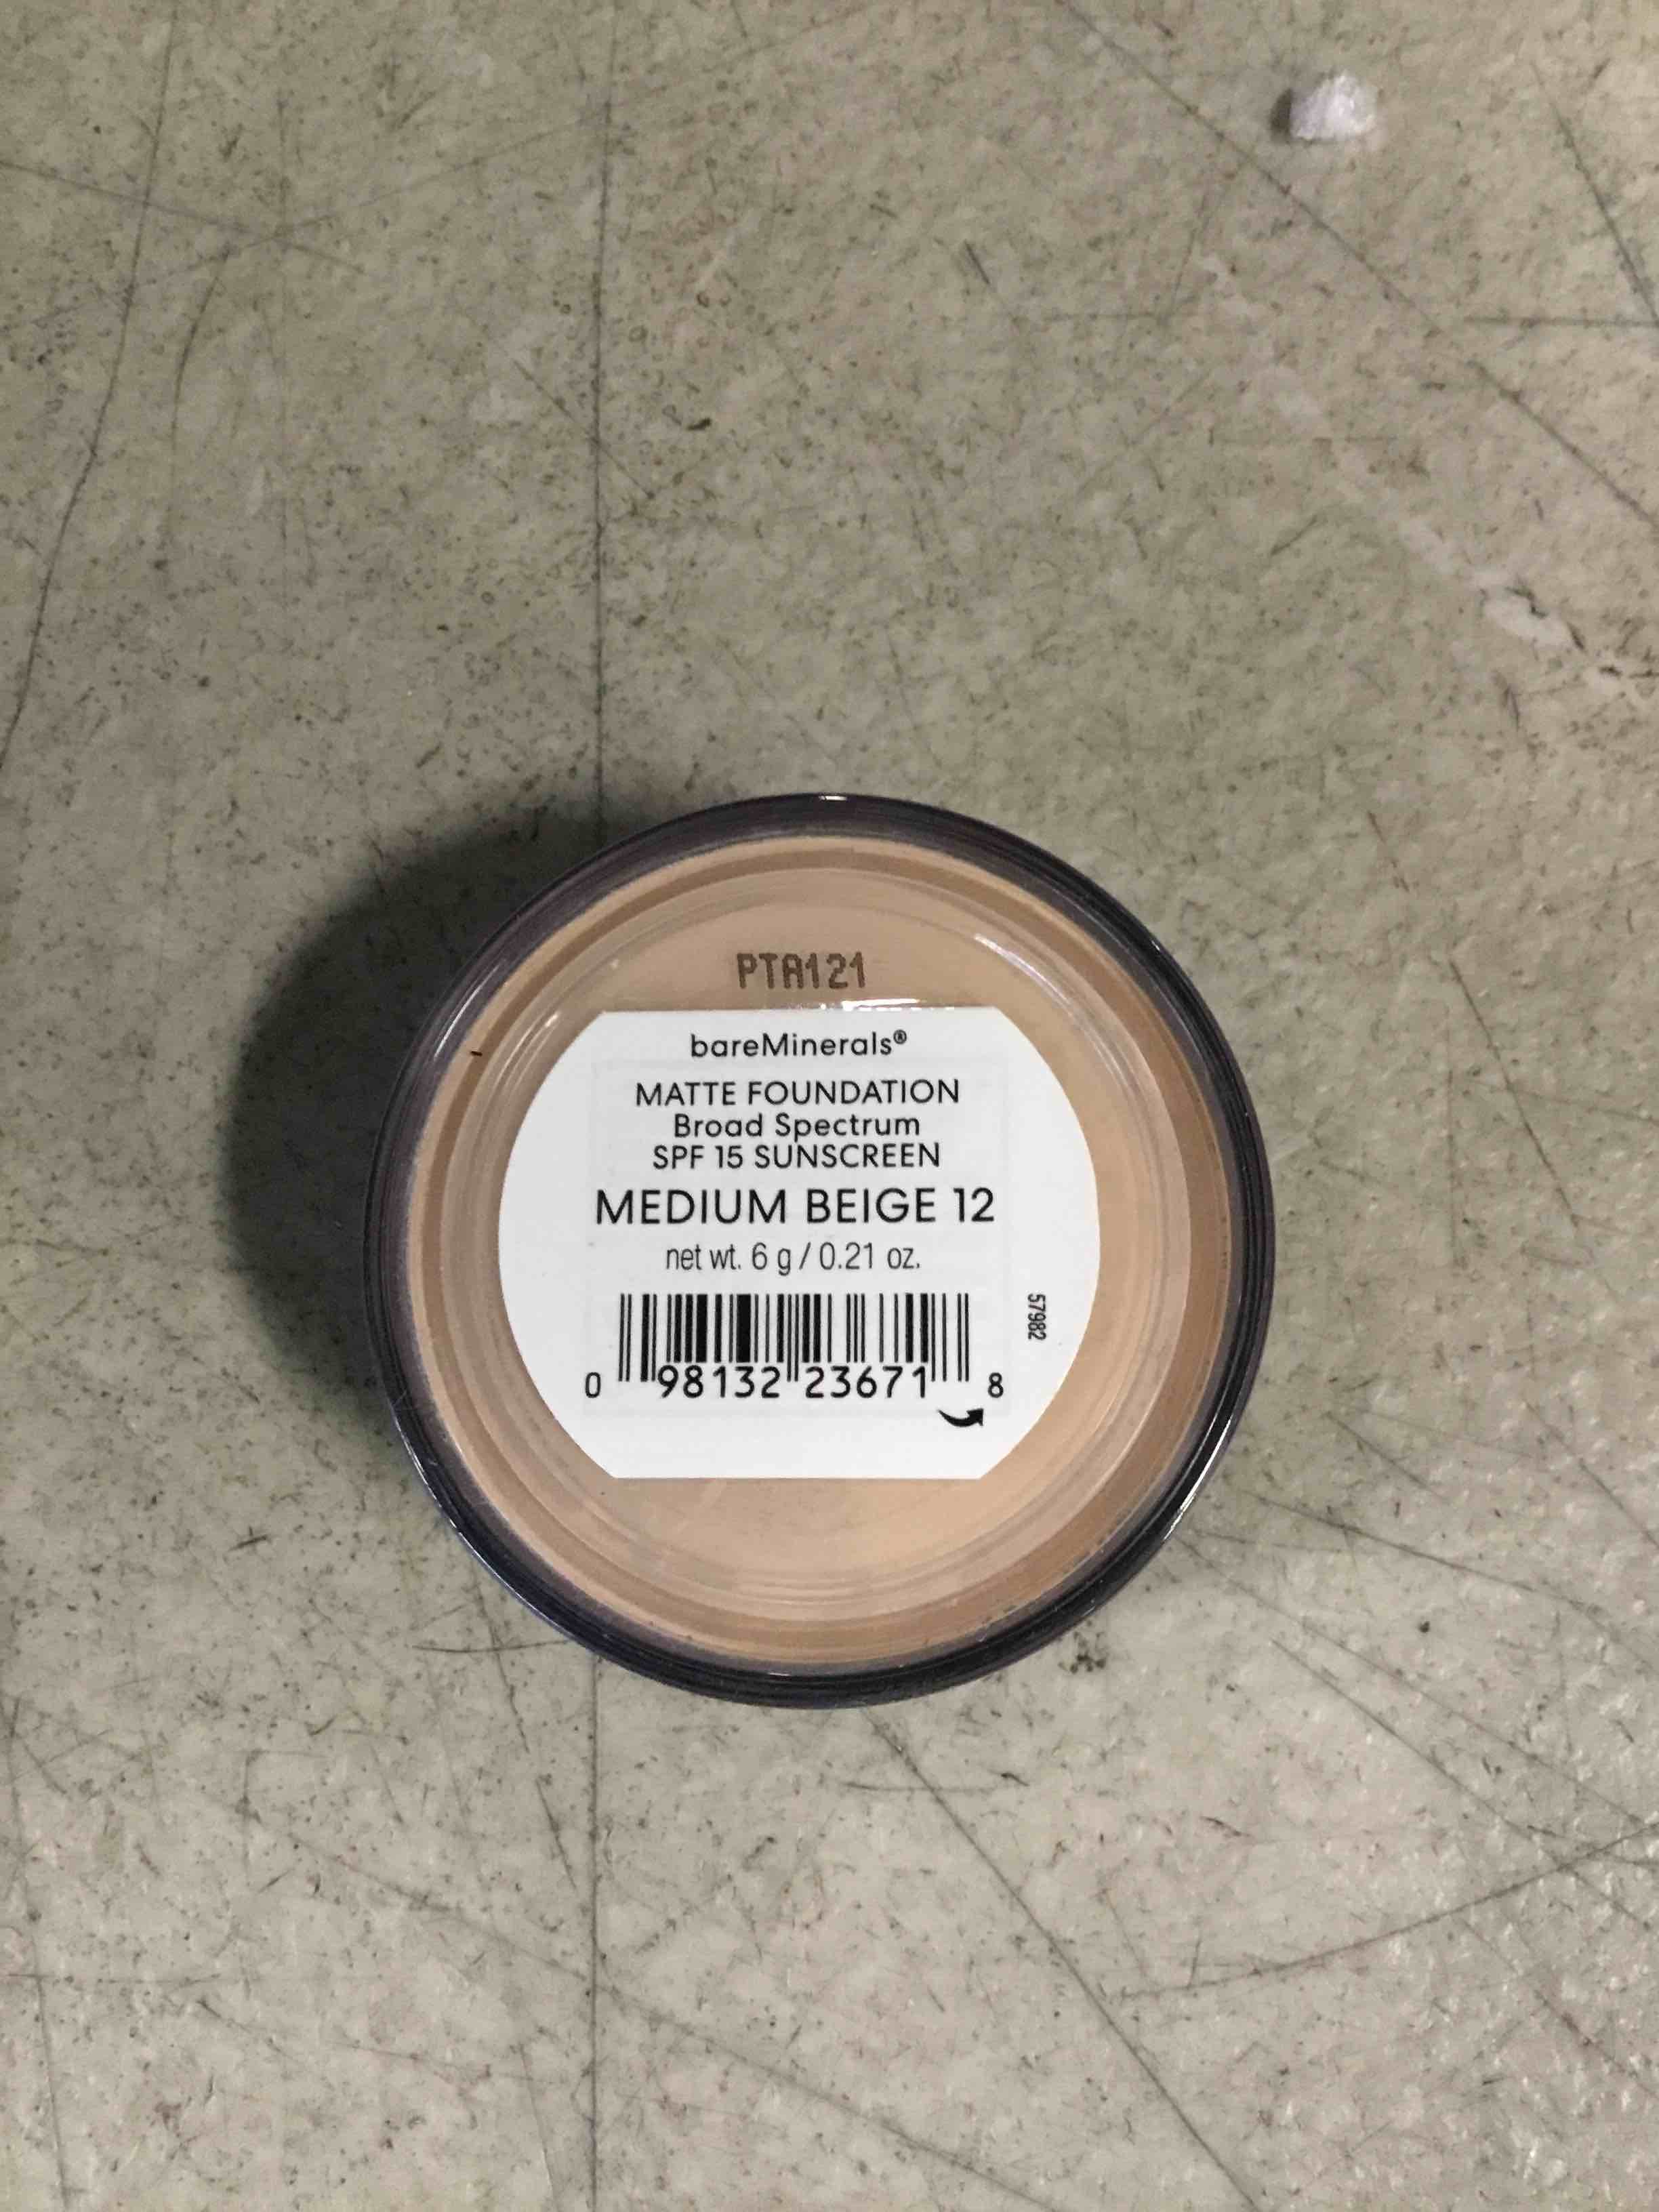 PTA121
bareMinerals®
MATTE FOUNDATION
Broad Spectrum
SPF 15 SUNSCREEN
MEDIUM BEIGE 12
net wt. 6 g / 0.21 oz.
57982
0 98132 23671 8